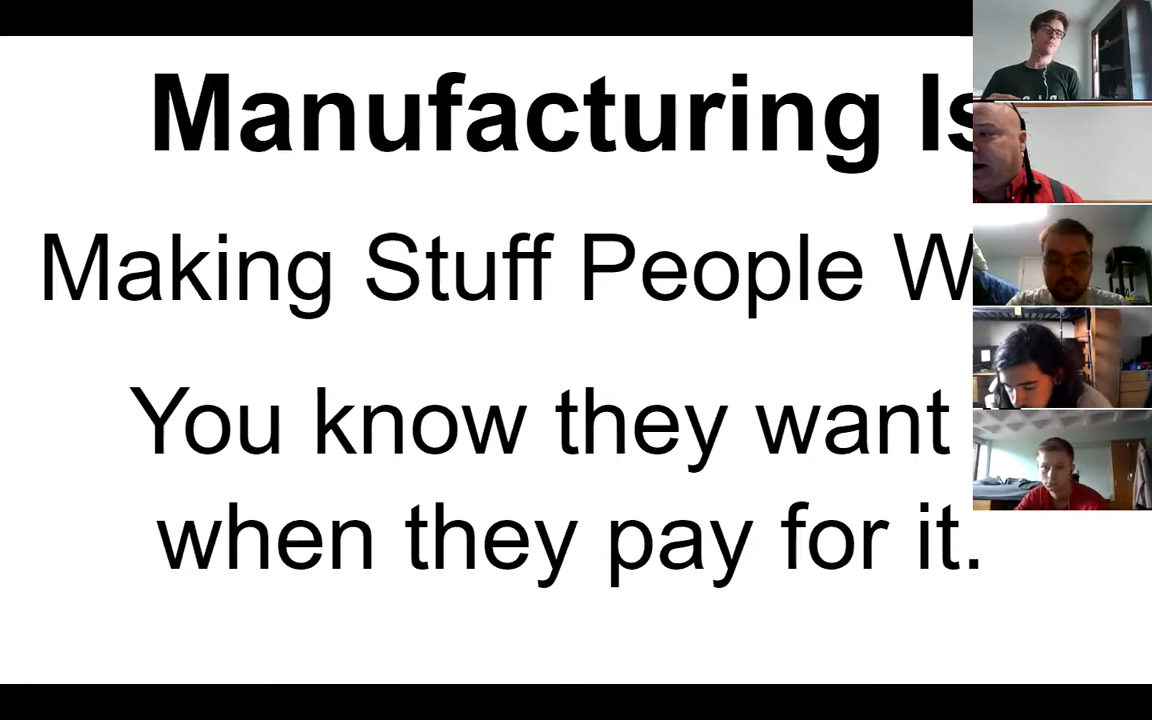 Manufacturing Is
Making Stuff People W
You know they want
when they pay for it.